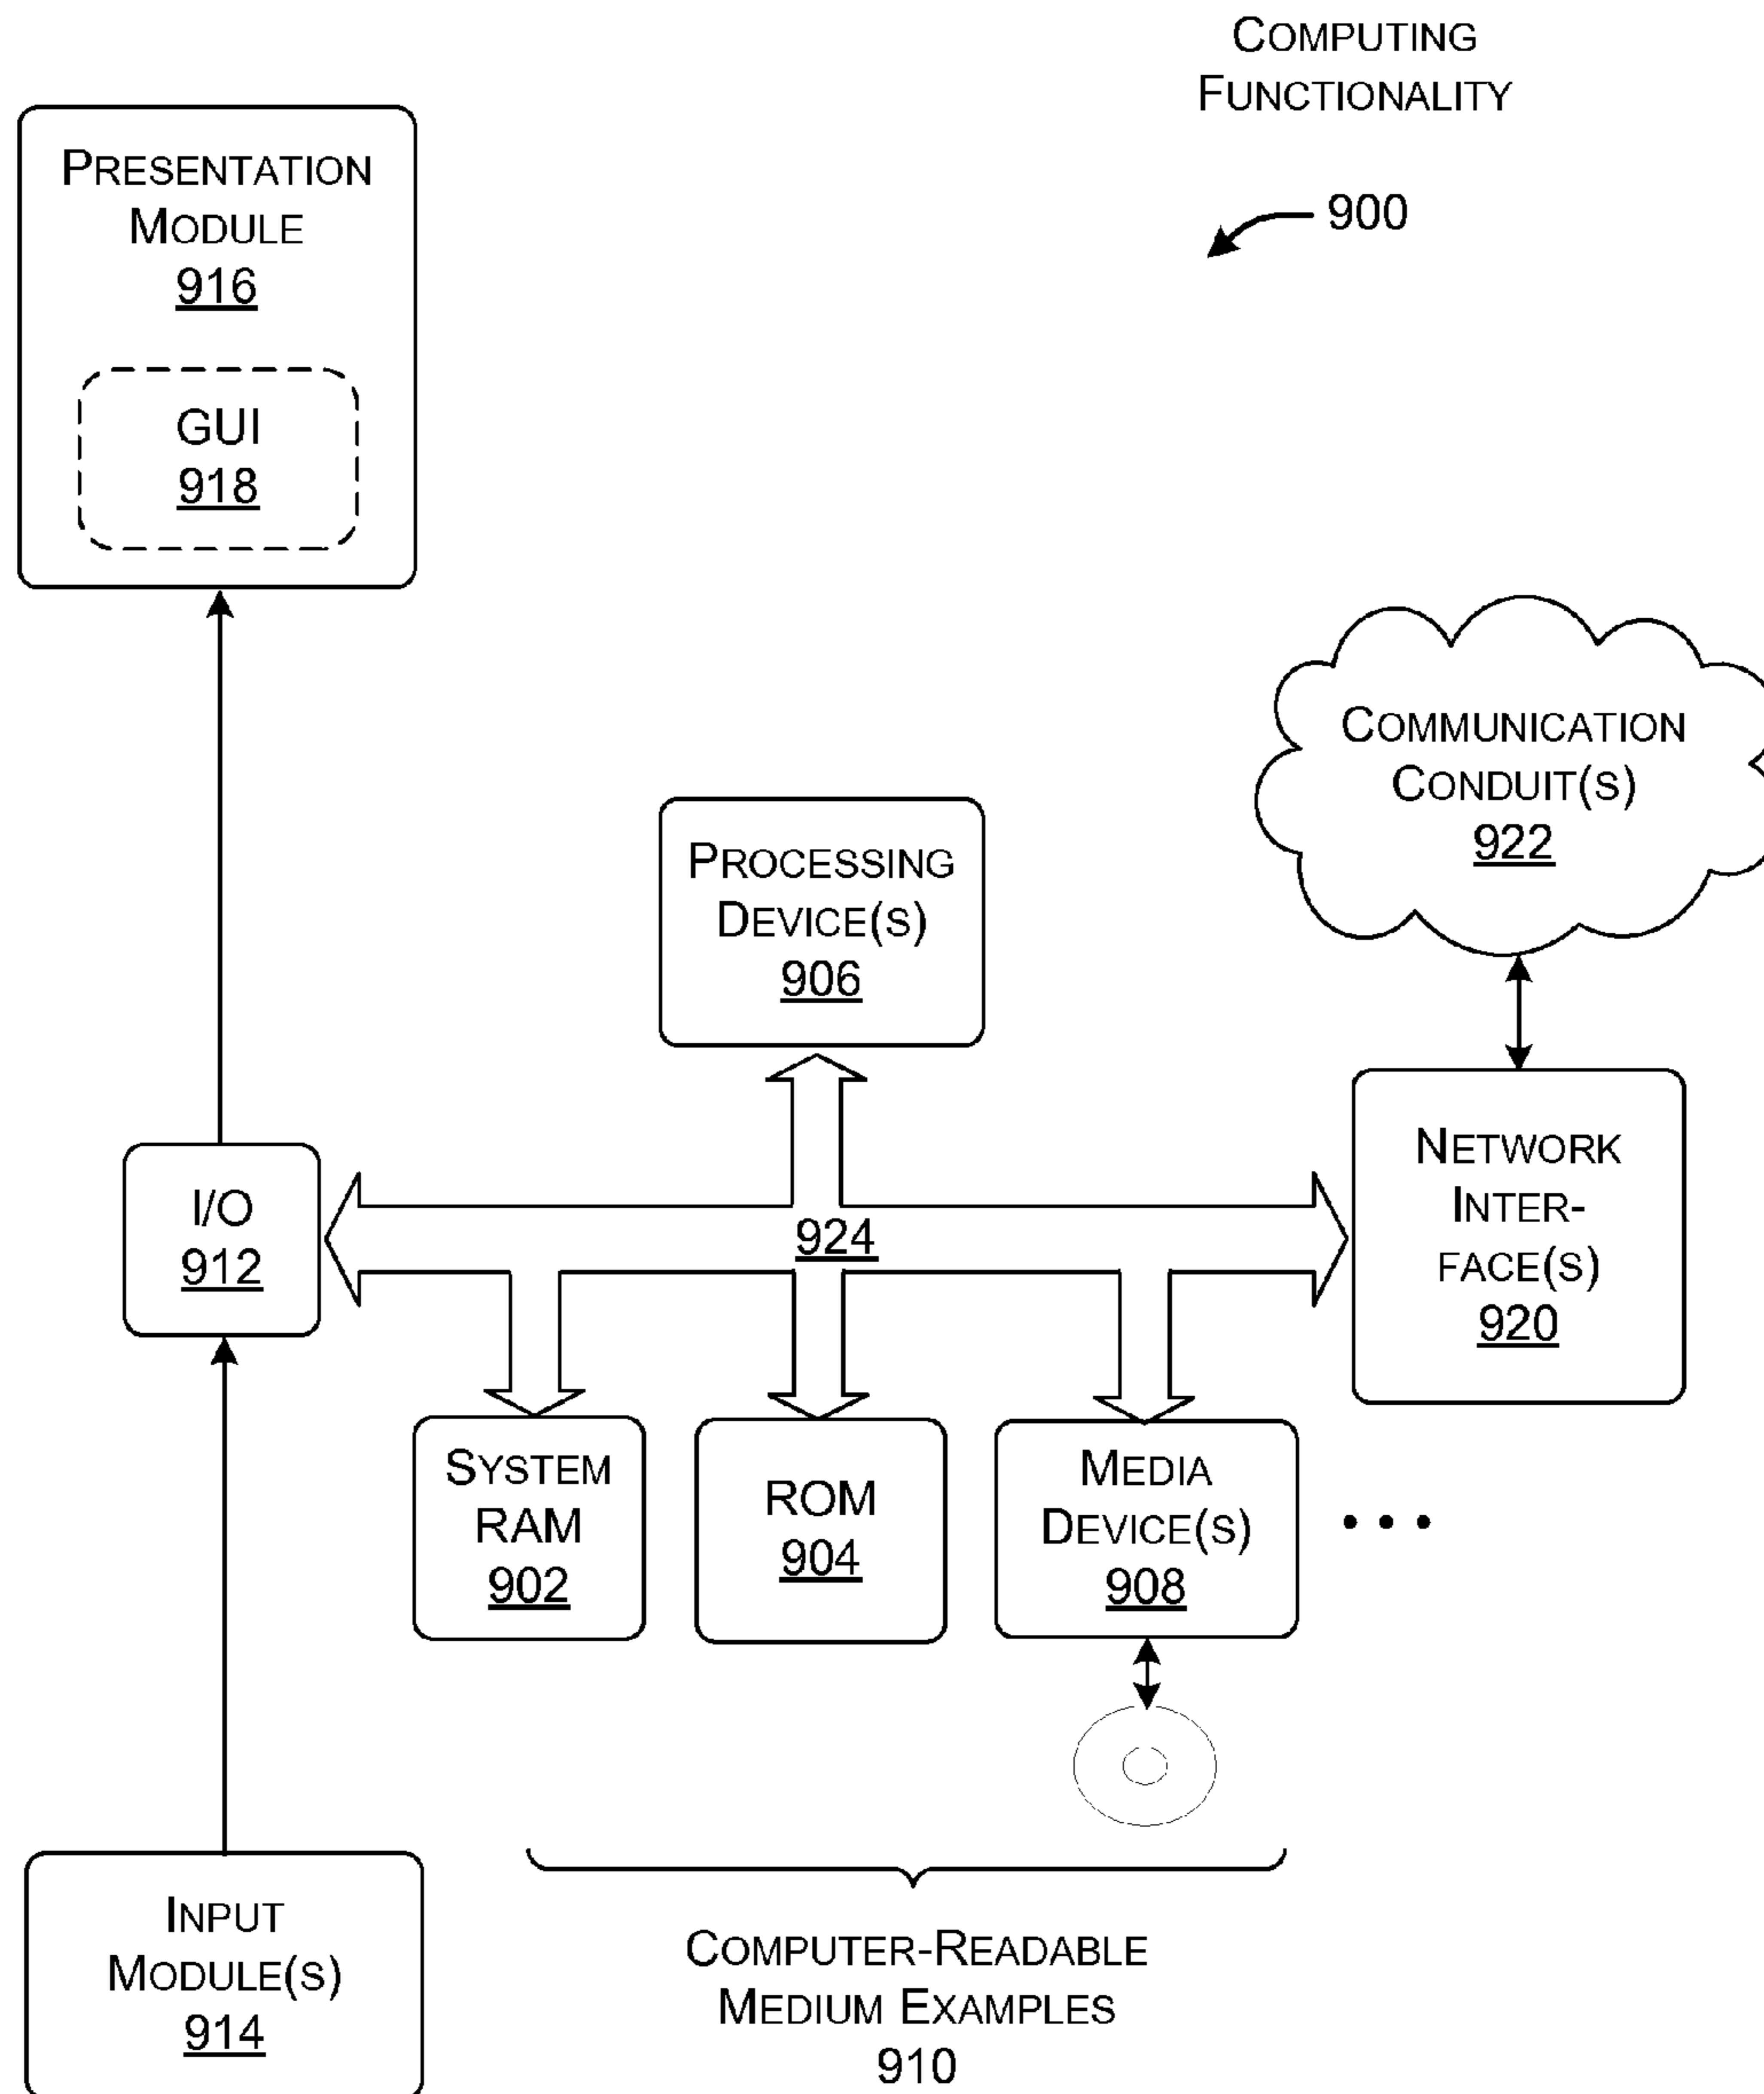 COMPUTING
FUNCTIONALITY
900
PRESENTATION
MODULE
916
GUI
918
COMMUNICATION
CONDUIT(S)
922
PROCESSING
DEVICE(S)
906
NETWORK
INTER-
FACE(S)
920
I/O
912
924
SYSTEM
RAM
902
ROM
904
MEDIA
DEVICE(S)
908
• • •
INPUT
MODULE(S)
914
COMPUTER-READABLE
MEDIUM EXAMPLES
910